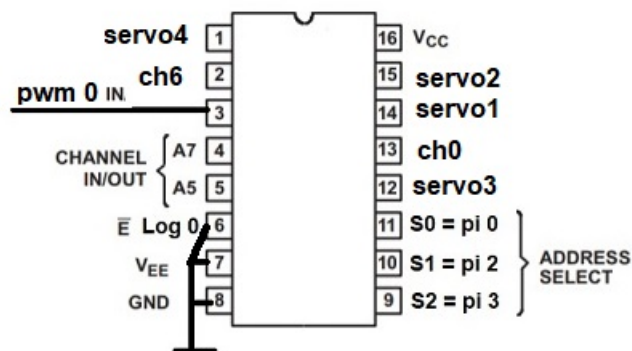 servo4 1
16 VCC
ch6 2
15 servo2
pwm 0 IN. 3
14 servo1
CHANNEL IN/OUT
A7 4
13 ch0
A5 5
12 servo3
E̅ Log 0 6
11 S0 = pi 0
VEE 7
10 S1 = pi 2
ADDRESS SELECT
GND 8
9 S2 = pi 3